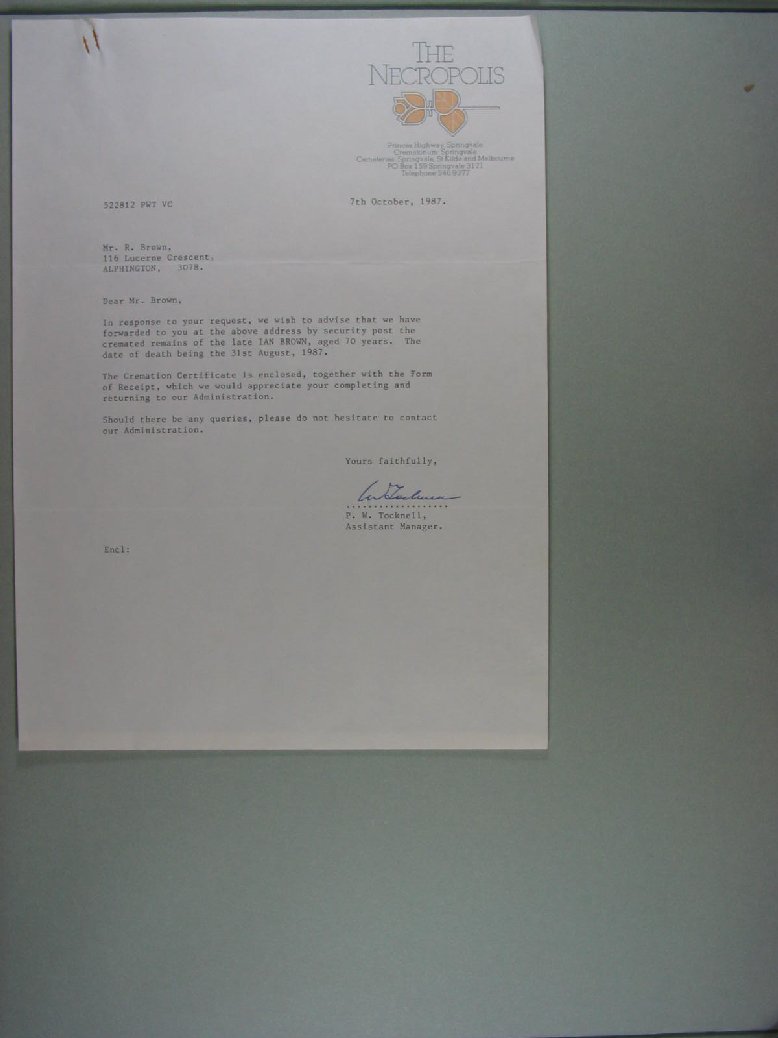 THE
NECROPOLIS
Princes Highway, Springvale
Crematorium: Springvale
Cemeteries: Springvale, St Kilda and Melbourne
PO Box 159 Springvale 3171
Telephone 546 9377
522812 PWT VC
7th October, 1987.
Mr. R. Brown,
116 Lucerne Crescent,
ALPHINGTON, 3078.
Dear Mr. Brown,
In response to your request, we wish to advise that we have
forwarded to you at the above address by security post the
cremated remains of the late IAN BROWN, aged 70 years. The
date of death being the 31st August, 1987.
The Cremation Certificate is enclosed, together with the Form
of Receipt, which we would appreciate your completing and
returning to our Administration.
Should there be any queries, please do not hesitate to contact
our Administration.
Yours faithfully,
P. W. Tocknell,
Assistant Manager.
Encl: